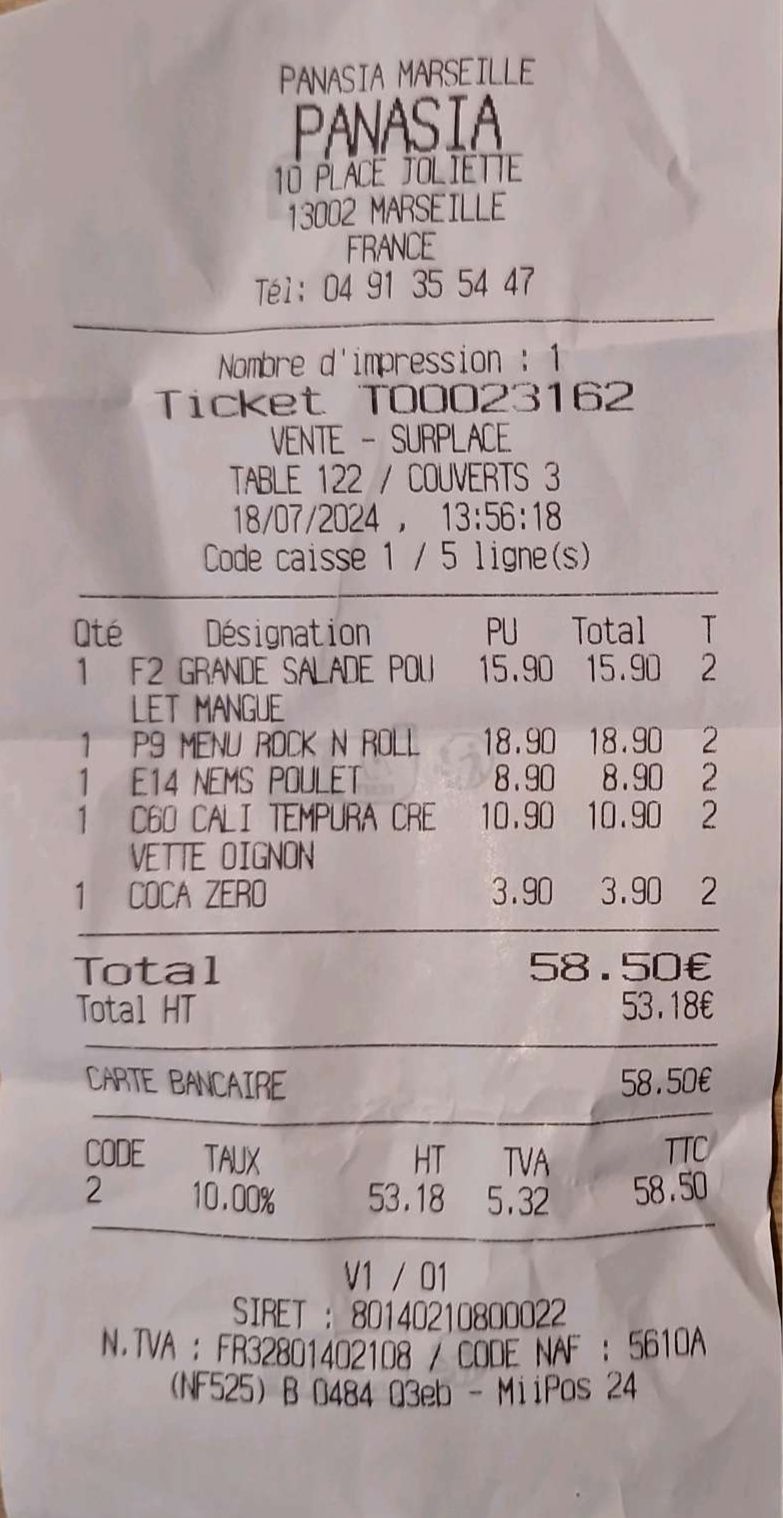 PANASIA MARSEILLE
PANASIA
10 PLACE JOLIETTE
13002 MARSEILLE
FRANCE
Tél: 04 91 35 54 47
Nombre d'impression : 1
Ticket T00023162
VENTE - SURPLACE
TABLE 122 / COUVERTS 3
18/07/2024 , 13:56:18
Code caisse 1 / 5 ligne(s)
Qté Désignation PU Total T
1 F2 GRANDE SALADE POU 15.90 15.90 2
LET MANGUE
1 P9 MENU ROCK N ROLL 18.90 18.90 2
1 E14 NEMS POULET 8.90 8.90 2
1 C60 CALI TEMPURA CRE 10.90 10.90 2
VETTE OIGNON
1 COCA ZERO 3.90 3.90 2
Total 58.50€
Total HT 53.18€
CARTE BANCAIRE 58.50€
CODE TAUX HT TVA TTC
2 10.00% 53.18 5.32 58.50
V1 / 01
SIRET : 80140210800022
N.TVA : FR32801402108 / CODE NAF : 5610A
(NF525) B 0484 03eb - MiiPos 24